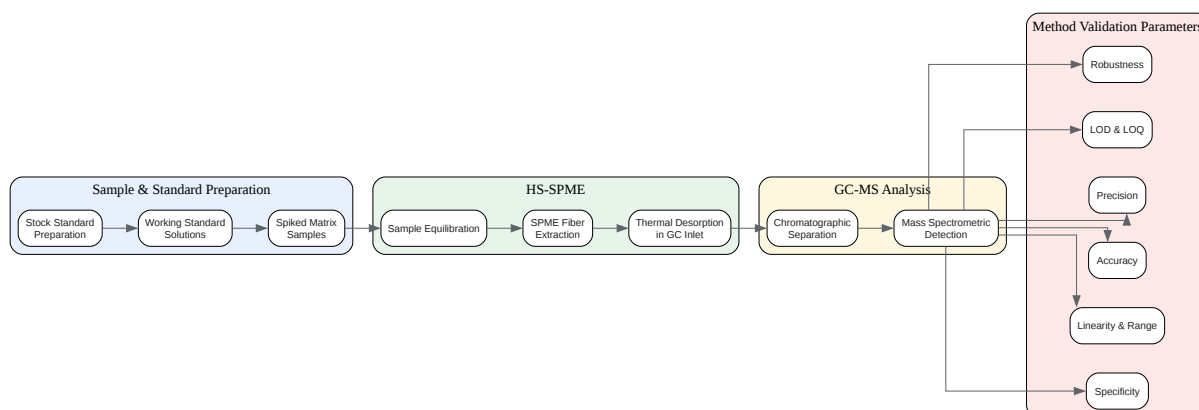 Method Validation Parameters
Robustness
LOD & LOQ
Sample & Standard Preparation
HS-SPME
GC-MS Analysis
Precision
Stock Standard
Preparation
Working Standard
Solutions
Spiked Matrix
Samples
Sample Equilibration
SPME Fiber
Extraction
Thermal Desorption
in GC Inlet
Chromatographic
Separation
Mass Spectrometric
Detection
Accuracy
Linearity & Range
Specificity